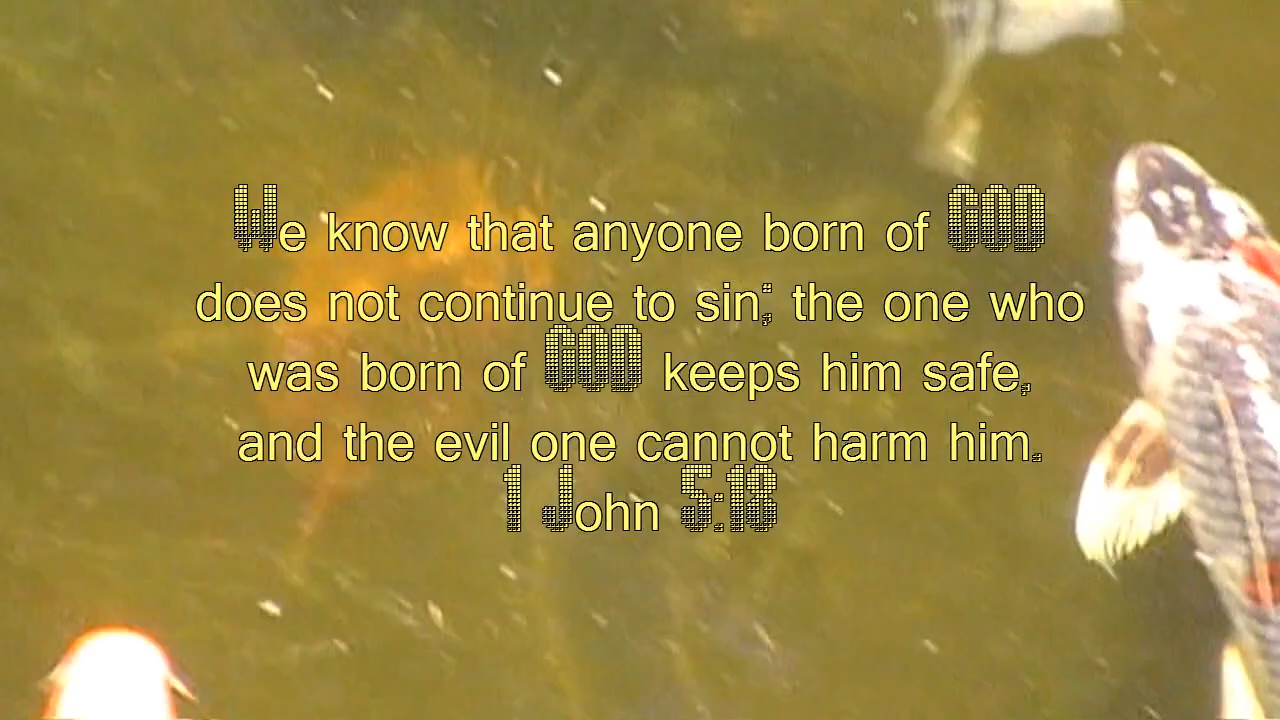 We know that anyone born of GOD
does not continue to sin; the one who
was born of GOD keeps him safe,
and the evil one cannot harm him.
1 John 5:18